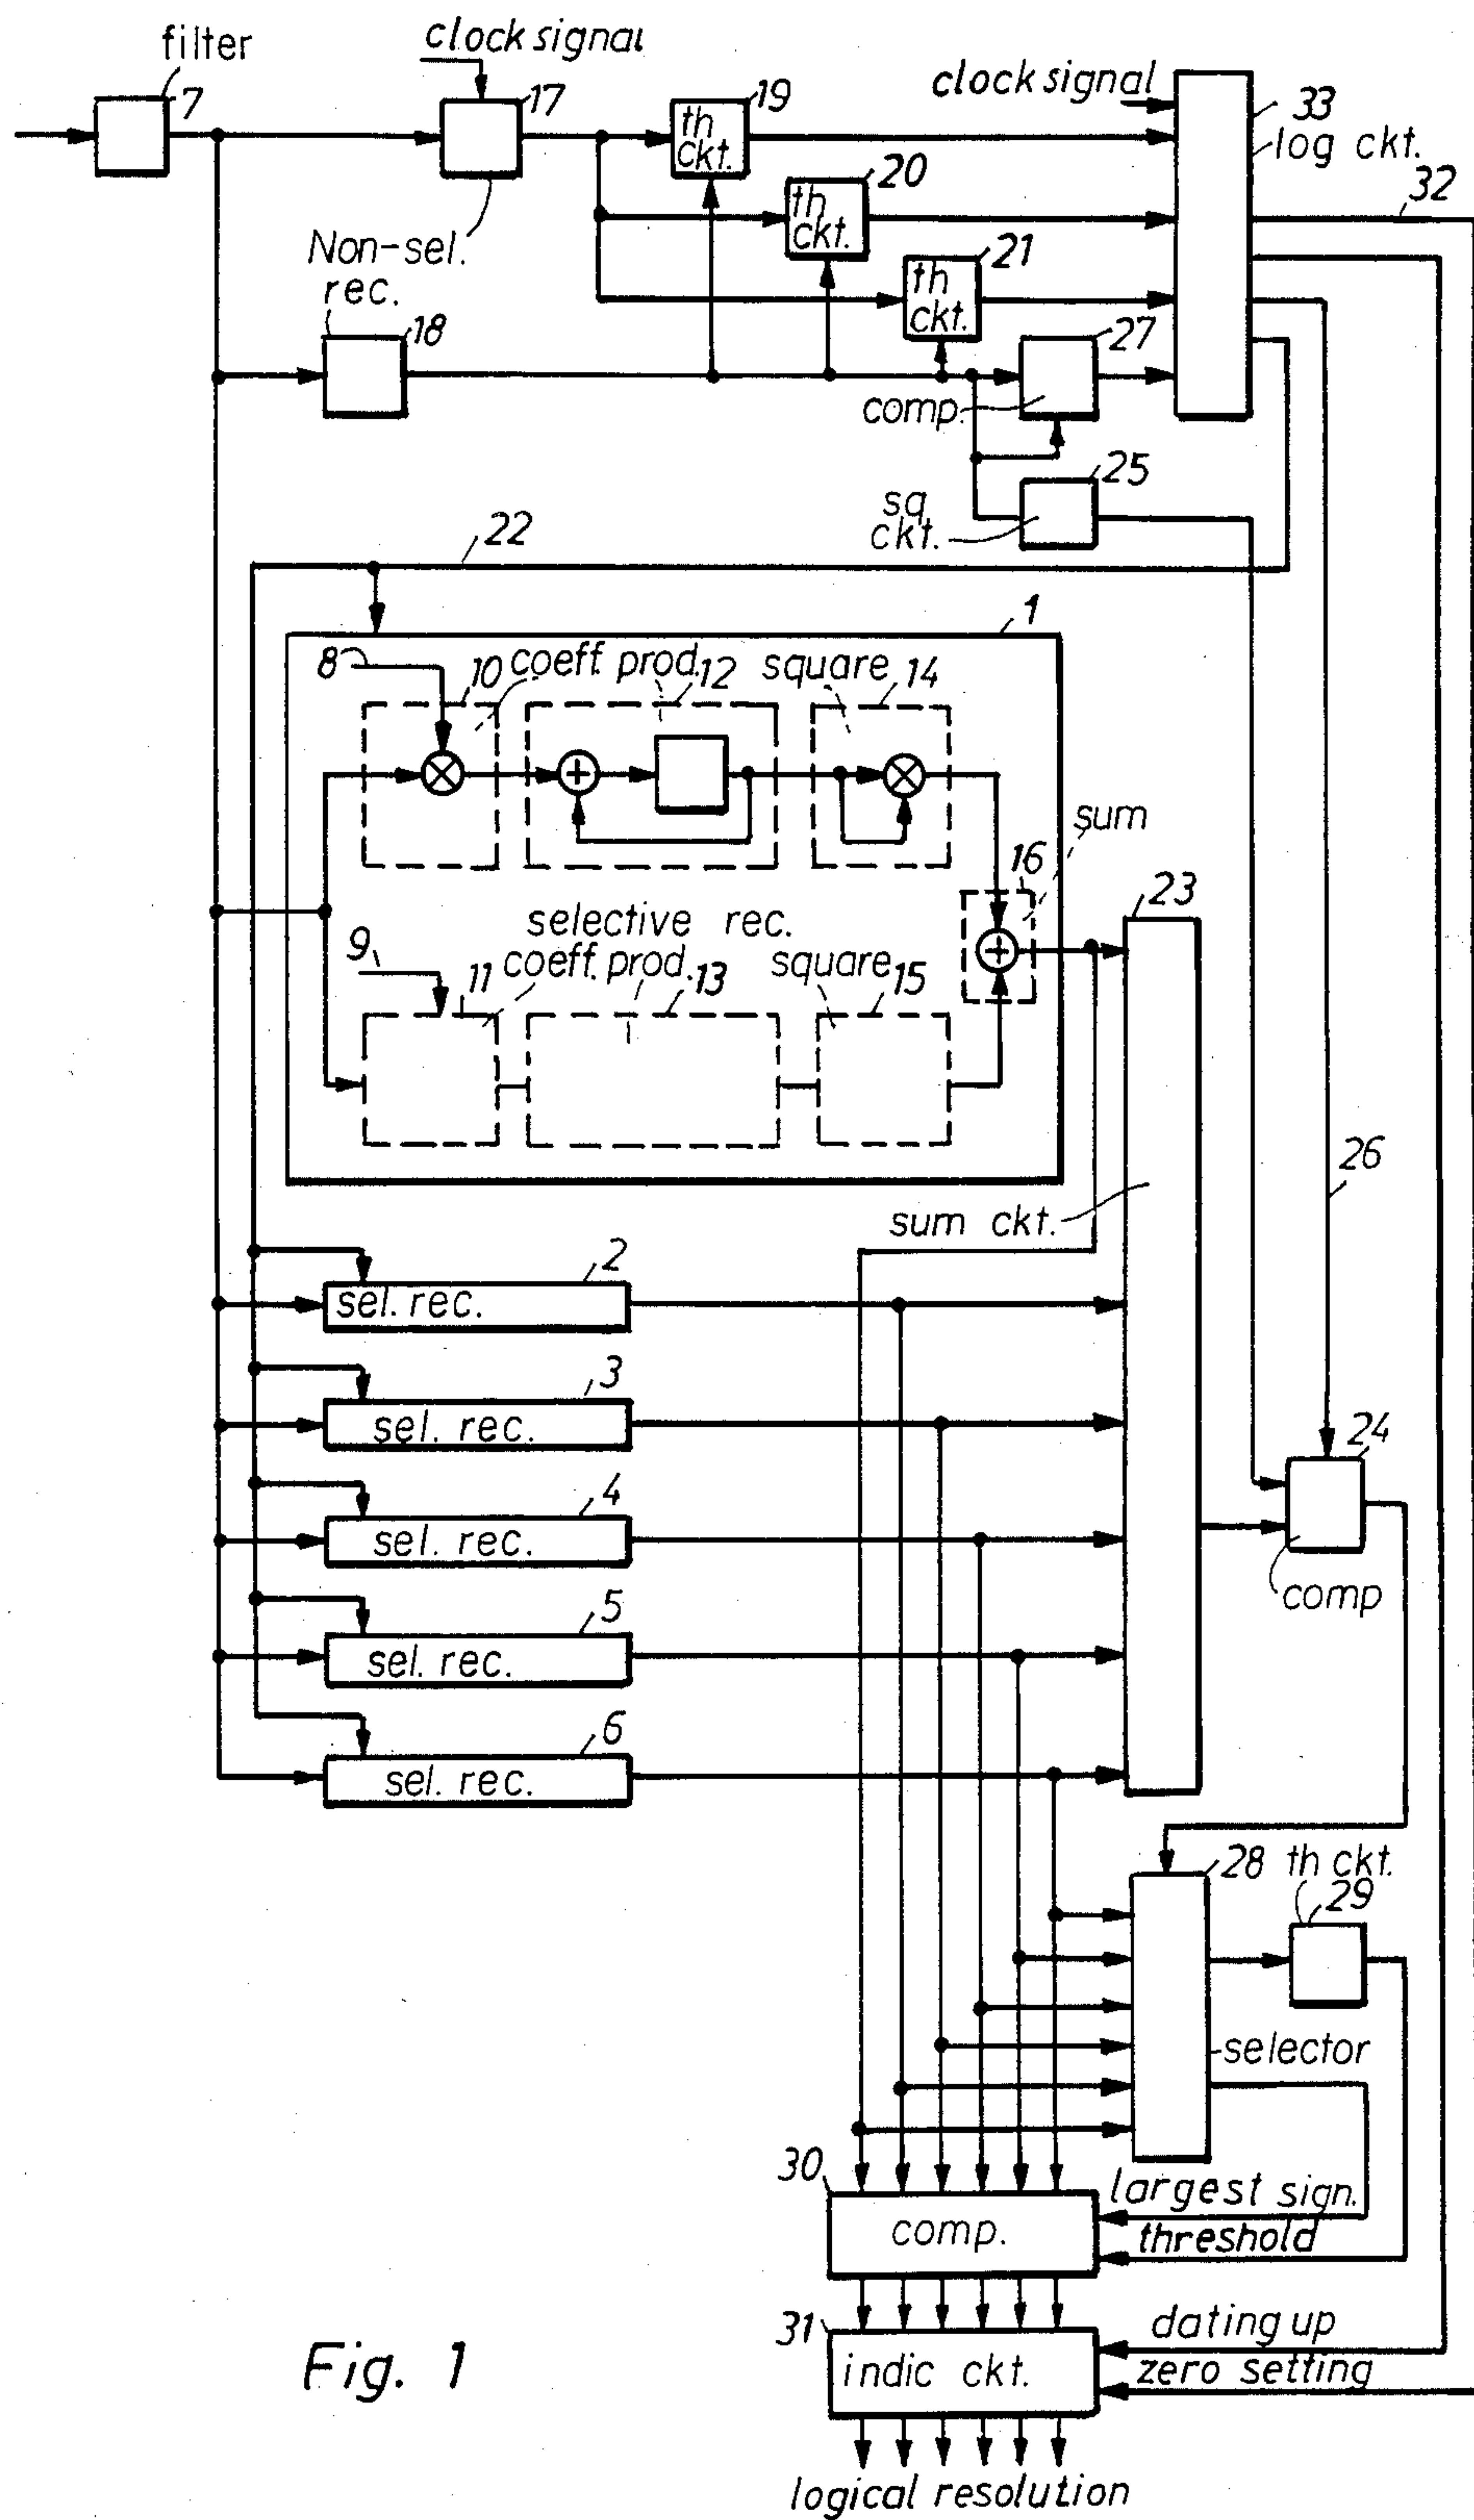 filter
clock signal
7
17
19
clock signal
33
th
ckt.
log ckt.
20
32
th
ckt.
Non-sel.
rec.
21
th
ckt.
18
27
comp.
25
sq
ckt.
22
1
8
10
coeff. prod.
12
square
14
sum
16
selective rec.
23
9
11
coeff. prod.
13
square
15
26
sum ckt.
2
sel. rec.
3
sel. rec.
24
4
sel. rec.
comp
5
sel. rec.
6
sel. rec.
28
th ckt.
29
selector
30
largest sign.
comp.
threshold
31
dating up
indic ckt.
zero setting
Fig. 1
logical resolution